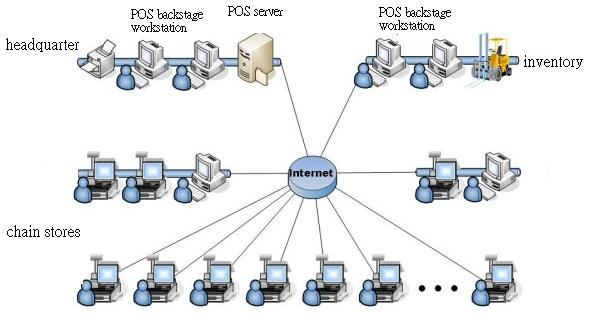 POS backstage
workstation
POS server
POS backstage
workstation
headquarter
inventory
Internet
chain stores